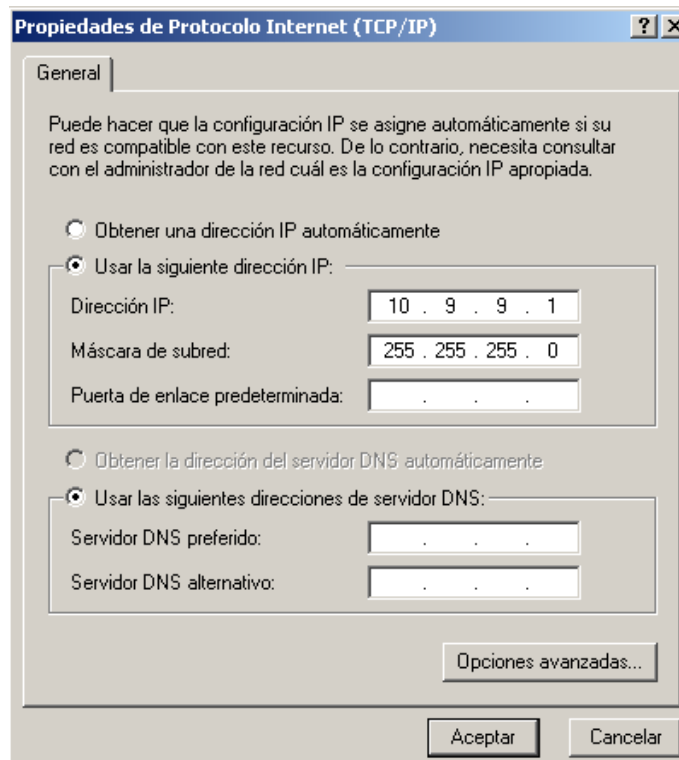 Propiedades de Protocolo Internet (TCP/IP)
General
Puede hacer que la configuración IP se asigne automáticamente si su
red es compatible con este recurso. De lo contrario, necesita consultar
con el administrador de la red cuál es la configuración IP apropiada.
Obtener una dirección IP automáticamente
Usar la siguiente dirección IP:
Dirección IP: 10 . 9 . 9 . 1
Máscara de subred: 255 . 255 . 255 . 0
Puerta de enlace predeterminada: . . .
Obtener la dirección del servidor DNS automáticamente
Usar las siguientes direcciones de servidor DNS:
Servidor DNS preferido: . . .
Servidor DNS alternativo: . . .
Opciones avanzadas...
Aceptar Cancelar